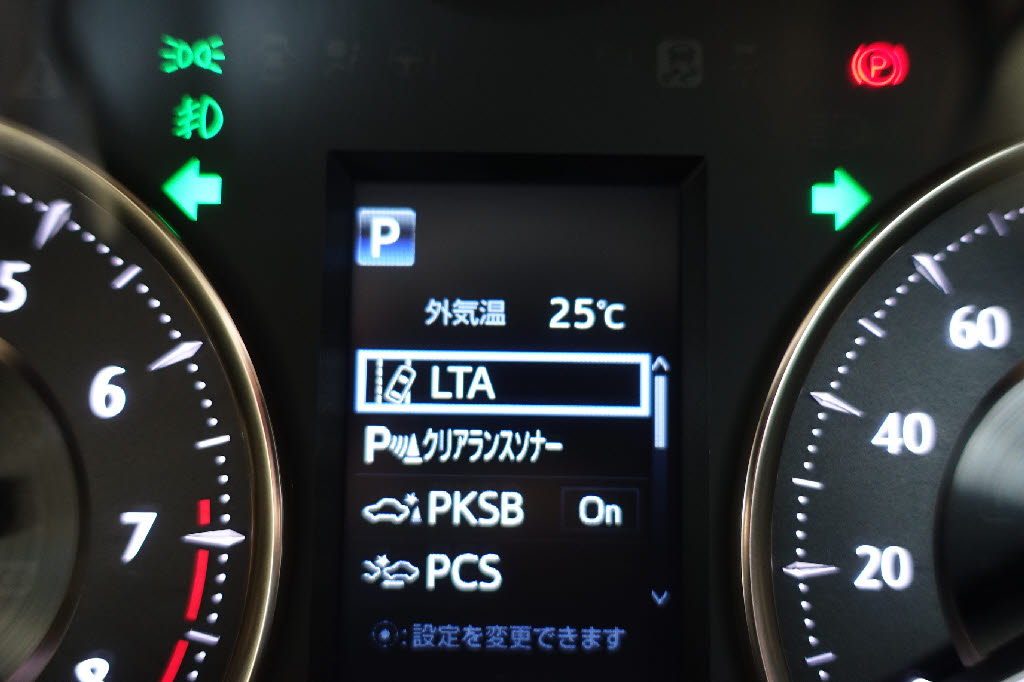 P
P
外気温 25℃
LTA
Pクリアランスソナー
PKSB On
PCS
:設定を変更できます
5
6
7
8
60
40
20